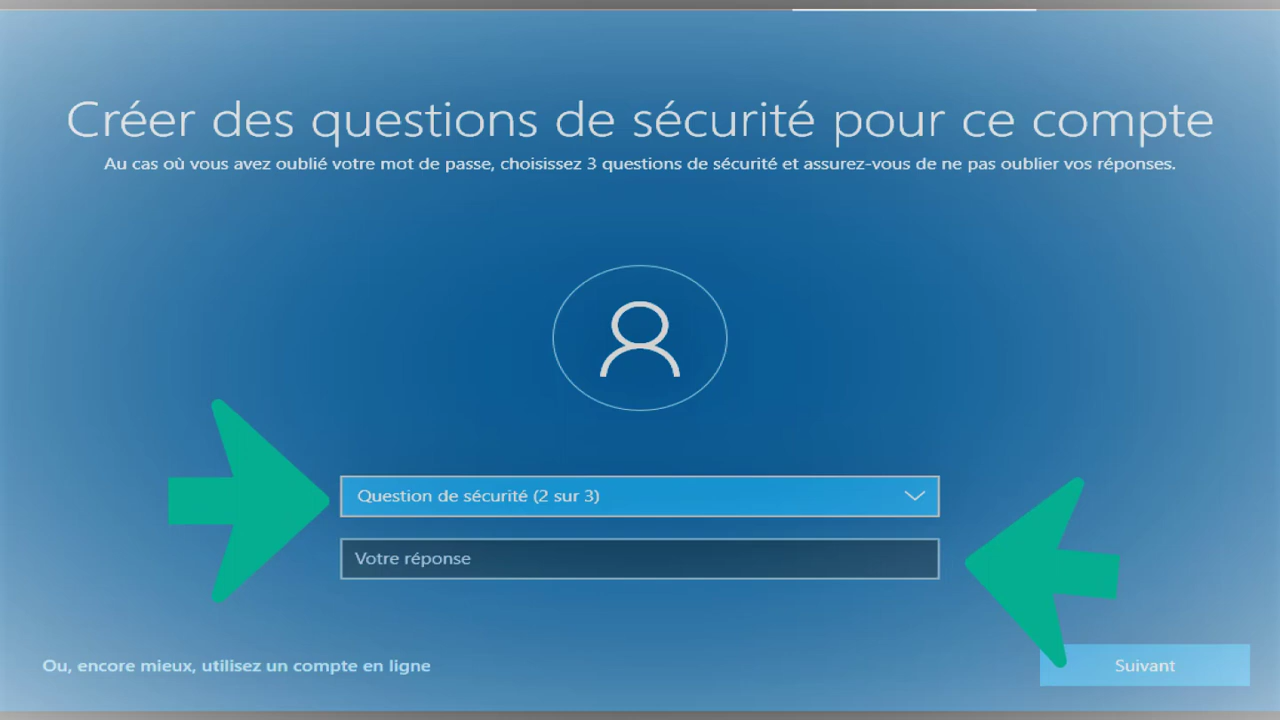 Créer des questions de sécurité pour ce compte
Au cas où vous avez oublié votre mot de passe, choisissez 3 questions de sécurité et assurez-vous de ne pas oublier vos réponses.
Question de sécurité (2 sur 3)
Votre réponse
Ou, encore mieux, utilisez un compte en ligne
Suivant